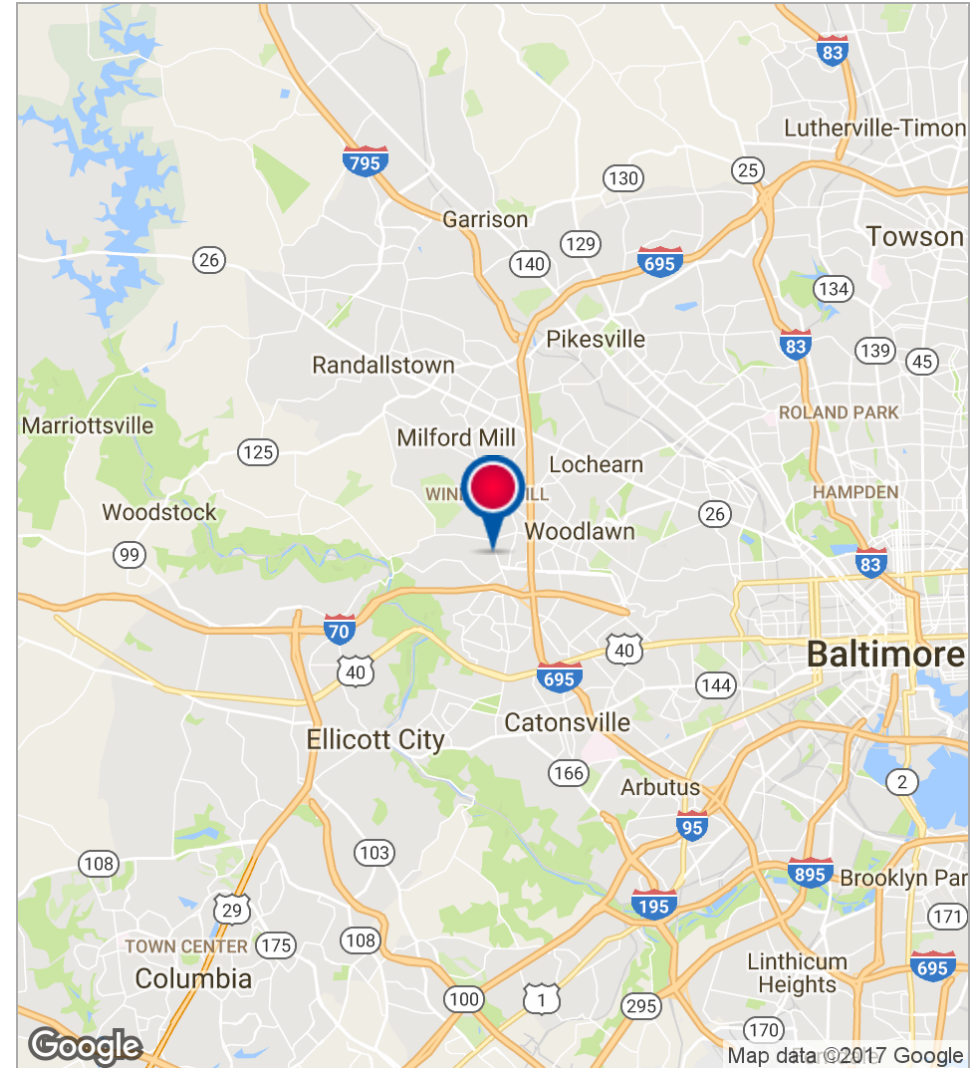 83
Lutherville-Timon
795
25
130
Garrison
129
Towson
26
140
695
134
Pikesville
83
139
45
Randallstown
ROLAND PARK
Marriottsville
Milford Mill
125
Lochearn
HAMPDEN
Woodstock
26
Woodlawn
99
83
70
40
40
Baltimore
695
144
Catonsville
Ellicott City
166
2
Arbutus
95
103
108
895
Brooklyn Par
195
29
171
108
TOWN CENTER
175
Columbia
Linthicum
Heights
695
100
1
295
170
Google
Map data ©2017 Google